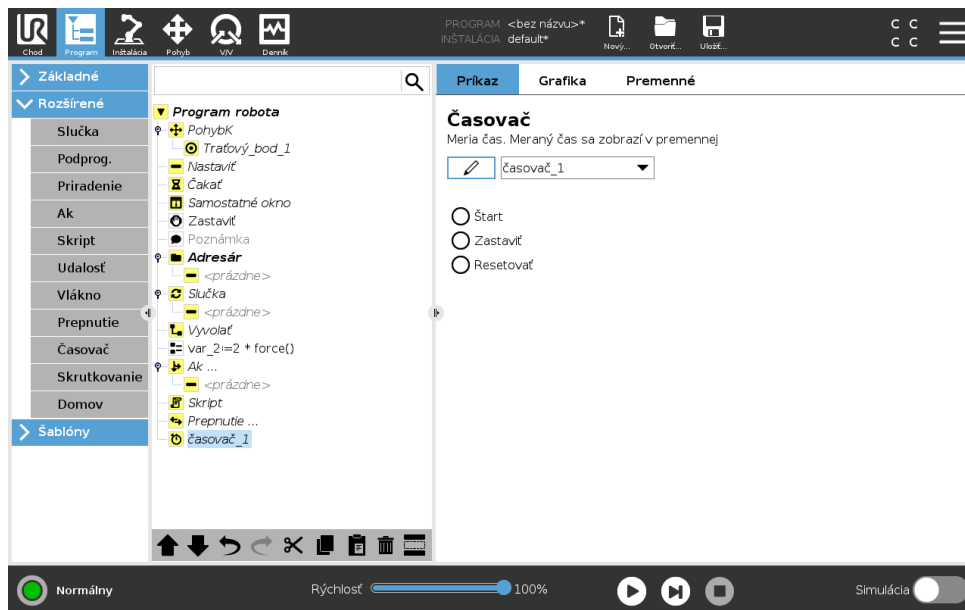 PROGRAM <bez názvu>*
INŠTALÁCIA default*
Chod
Program
Inštalácia
Pohyb
V/V
Denník
Nový...
Otvoriť...
Uložiť...
C C
C C
Základné
Rozšírené
Slučka
Podprog.
Priradenie
Ak
Skript
Udalosť
Vlákno
Prepnutie
Časovač
Skrutkovanie
Domov
Šablóny
Program robota
PohybK
Traťový_bod_1
Nastaviť
Čakať
Samostatné okno
Zastaviť
Poznámka
Adresár
<prázdne>
Slučka
<prázdne>
Vyvolať
var_2≔2 * force()
Ak ...
<prázdne>
Skript
Prepnutie ...
časovač_1
Príkaz Grafika Premenné
Časovač
Meria čas. Meraný čas sa zobrazí v premennej
časovač_1
Štart
Zastaviť
Resetovať
Normálny
Rýchlosť 100%
Simulácia